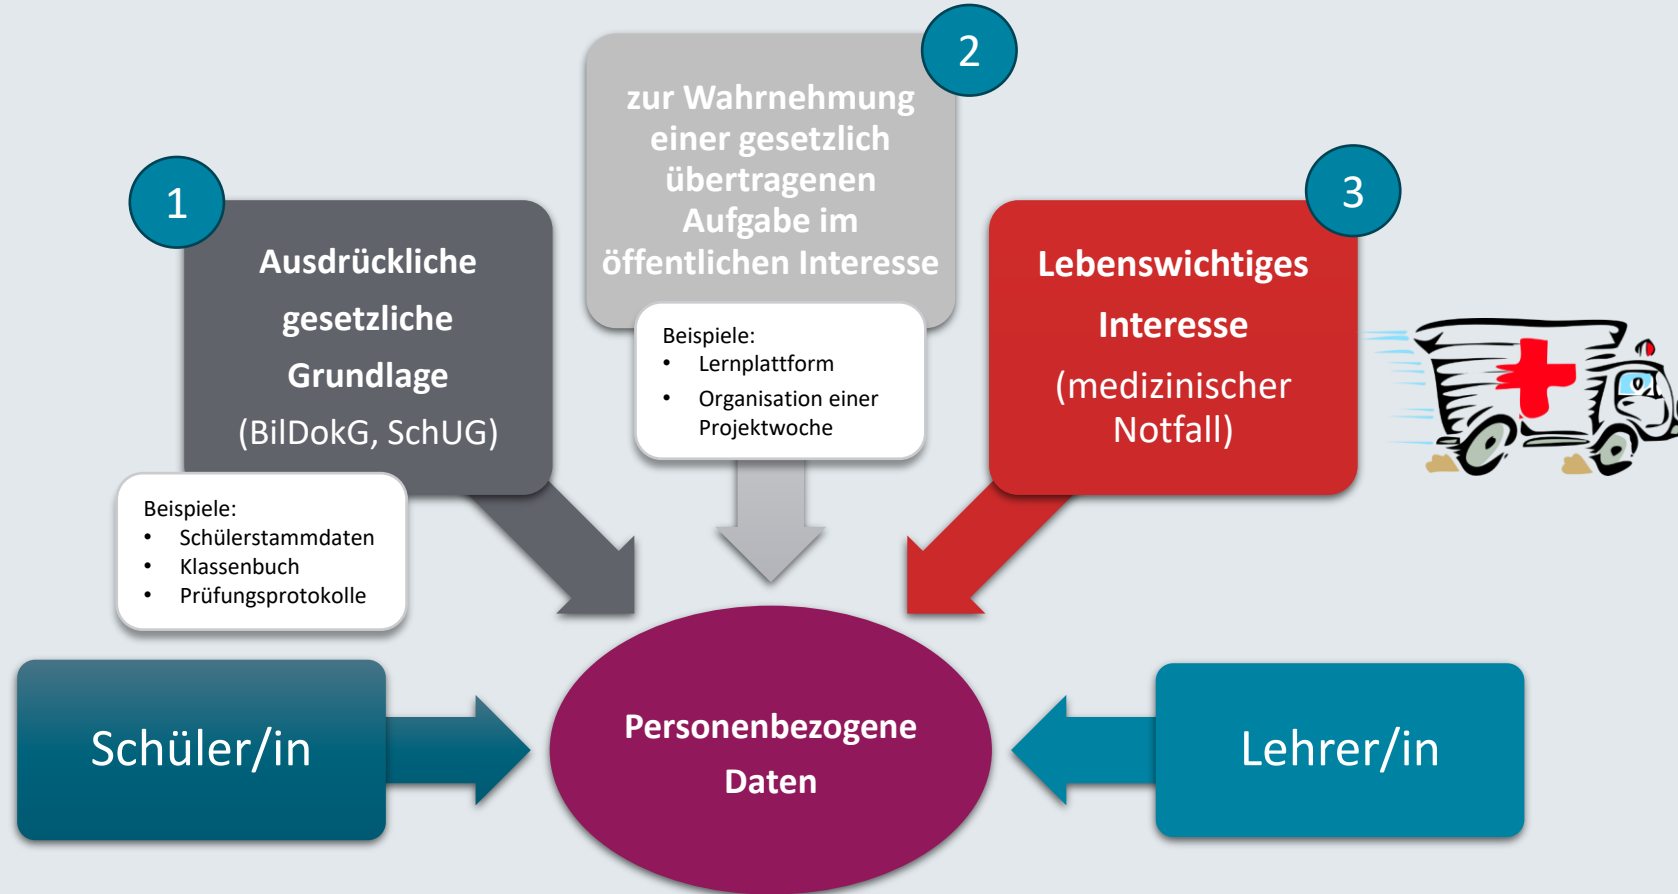 1
Ausdrückliche
gesetzliche
Grundlage
(BilDokG, SchUG)
Beispiele:
• Schülerstammdaten
• Klassenbuch
• Prüfungsprotokolle
2
zur Wahrnehmung
einer gesetzlich
übertragenen
Aufgabe im
öffentlichen Interesse
Beispiele:
• Lernplattform
• Organisation einer
Projektwoche
3
Lebenswichtiges
Interesse
(medizinischer
Notfall)
Schüler/in
Personenbezogene
Daten
Lehrer/in